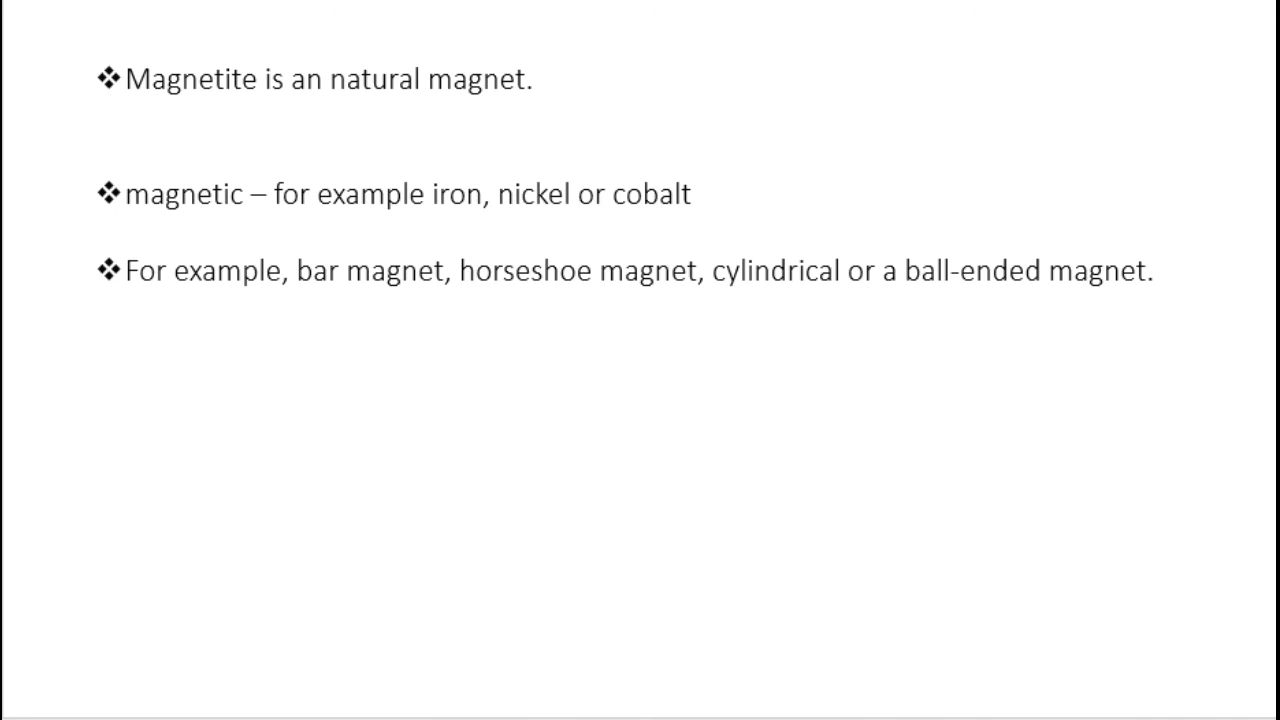 ❖Magnetite is an natural magnet.
❖magnetic – for example iron, nickel or cobalt
❖For example, bar magnet, horseshoe magnet, cylindrical or a ball-ended magnet.